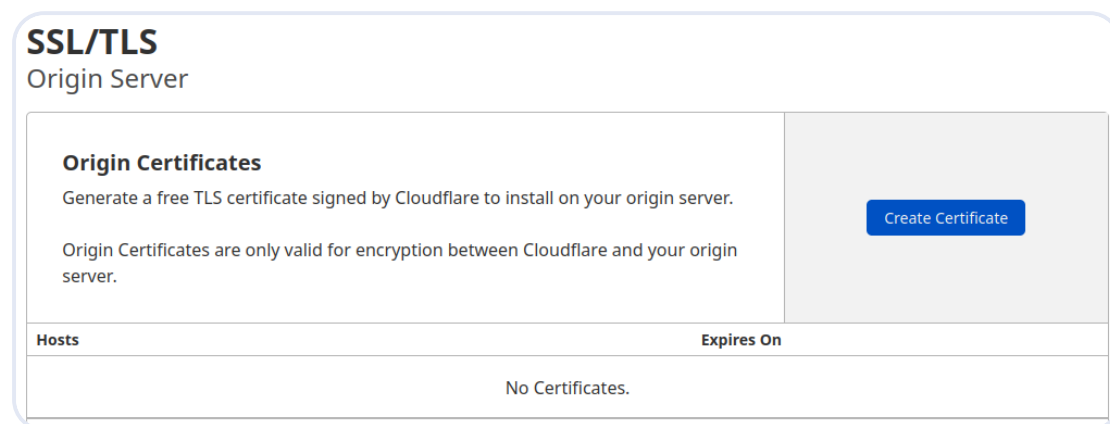 SSL/TLS
Origin Server
Origin Certificates
Generate a free TLS certificate signed by Cloudflare to install on your origin server.
Origin Certificates are only valid for encryption between Cloudflare and your origin
server.
Create Certificate
Hosts Expires On
No Certificates.